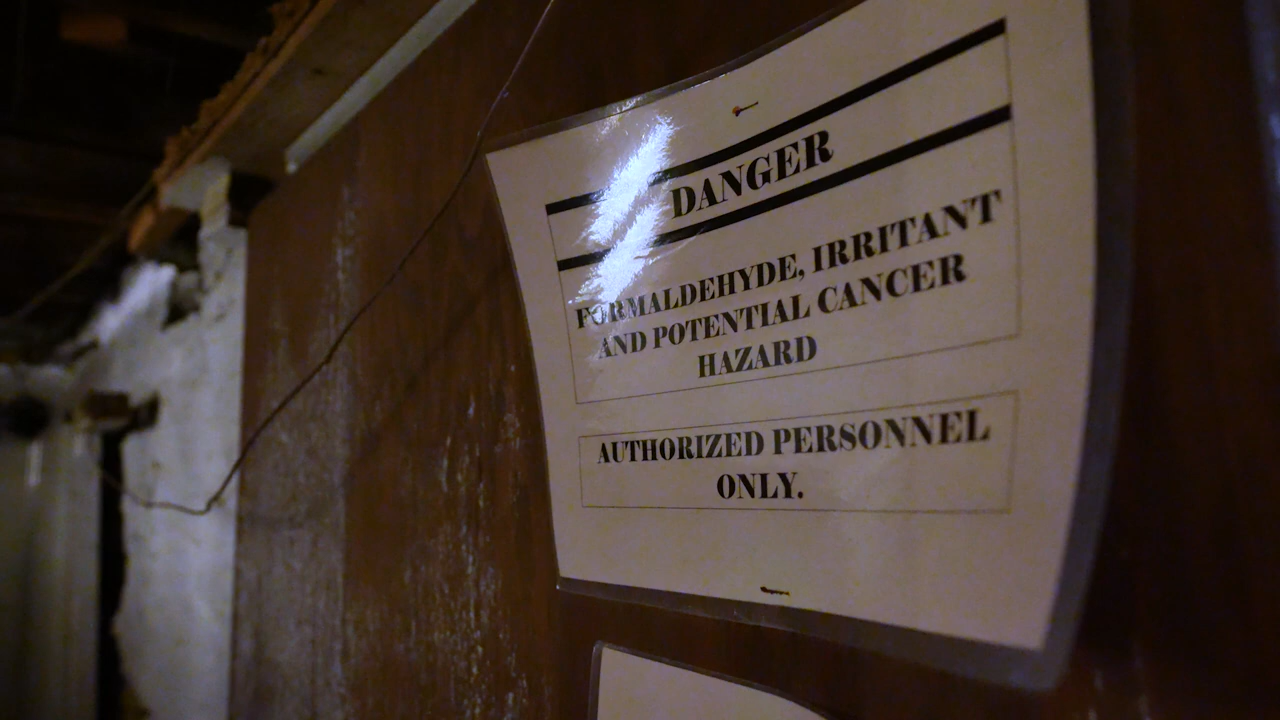 DANGER
FORMALDEHYDE, IRRITANT
AND POTENTIAL CANCER
HAZARD
AUTHORIZED PERSONNEL
ONLY.